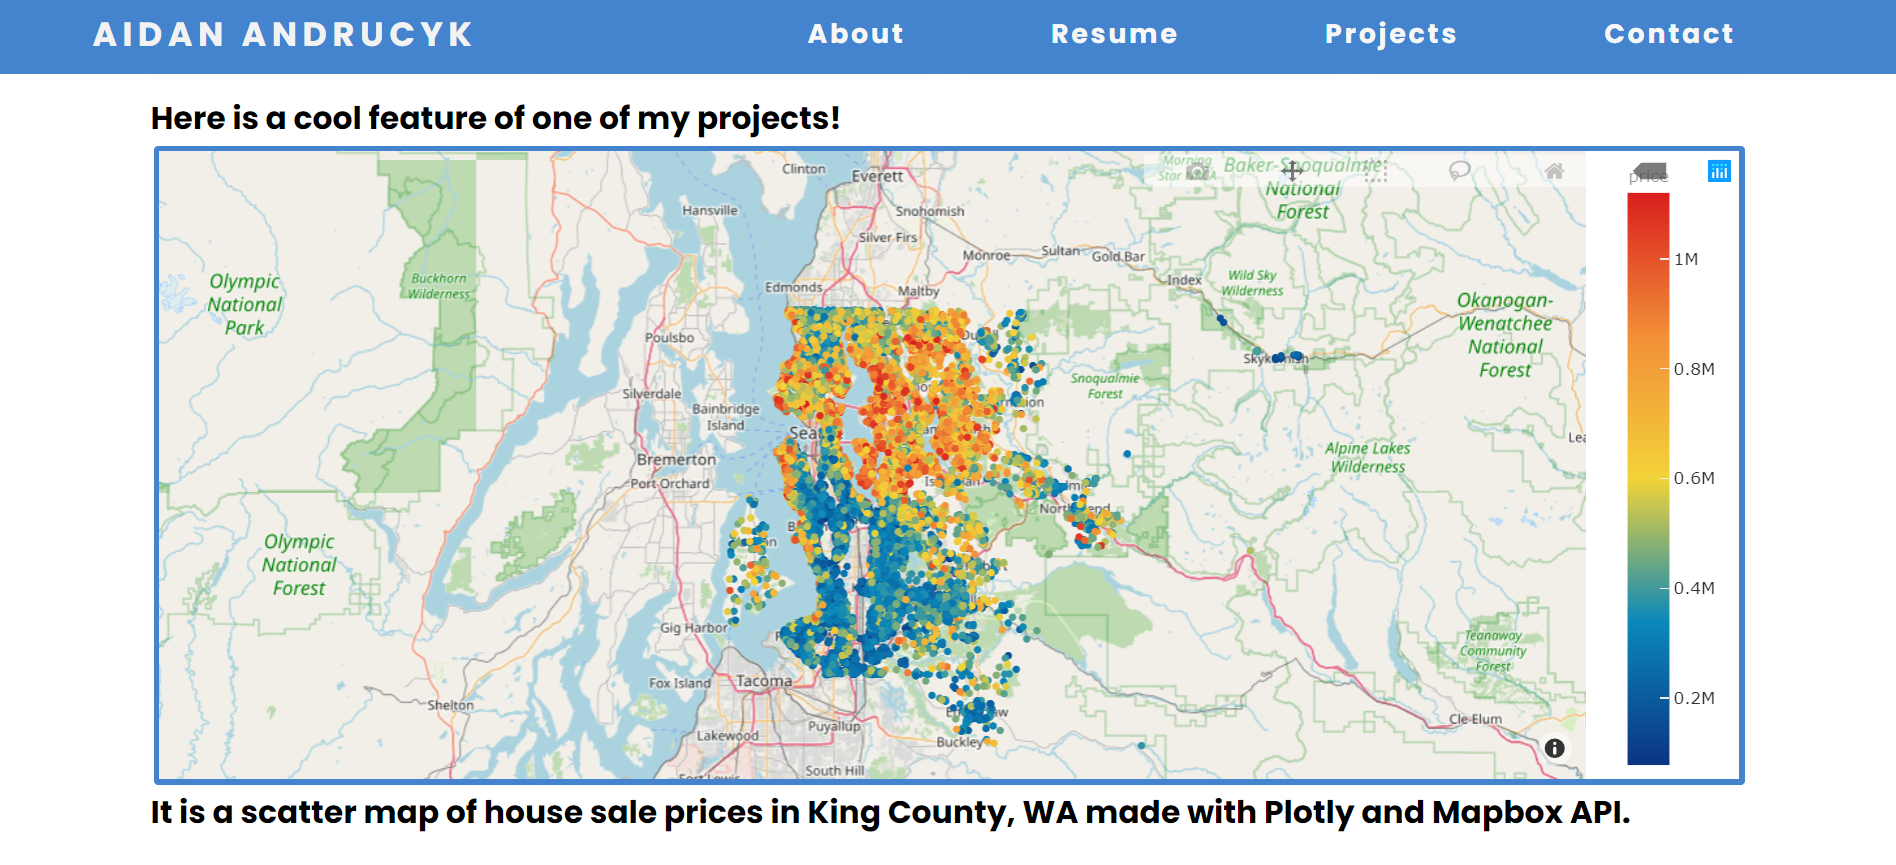 AIDAN ANDRUCYK
About
Resume
Projects
Contact
Here is a cool feature of one of my projects!
Clinton
Everett
Morning
Baker-Snoqualmie
National
Forest
price
Hansville
Snohomish
Silver Firs
Monroe
Sultan
Gold Bar
Olympic
National
Park
Buckhorn
Wilderness
Edmonds
Maltby
Index
Wild Sky
Wilderness
Okanogan-
Wenatchee
National
Forest
1M
Poulsbo
Snoqualmie
Forest
0.8M
Silverdale
Bainbridge
Island
Bremerton
Port Orchard
Alpine Lakes
Wilderness
0.6M
Olympic
National
Forest
0.4M
Gig Harbor
Teanaway
Community
Forest
Fox Island
Tacoma
0.2M
Shelton
Puyallup
Cle Elum
Lakewood
Buckley
South Hill
It is a scatter map of house sale prices in King County, WA made with Plotly and Mapbox API.